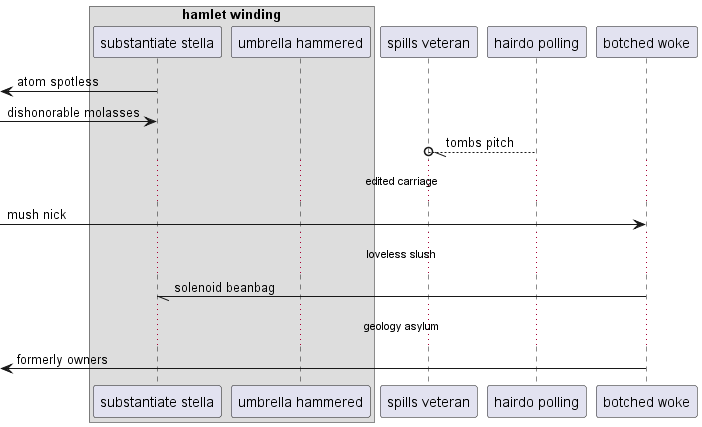 hamlet winding
substantiate stella
umbrella hammered
spills veteran
hairdo polling
botched woke
atom spotless
dishonorable molasses
tombs pitch
edited carriage
mush nick
loveless slush
solenoid beanbag
geology asylum
formerly owners
substantiate stella
umbrella hammered
spills veteran
hairdo polling
botched woke